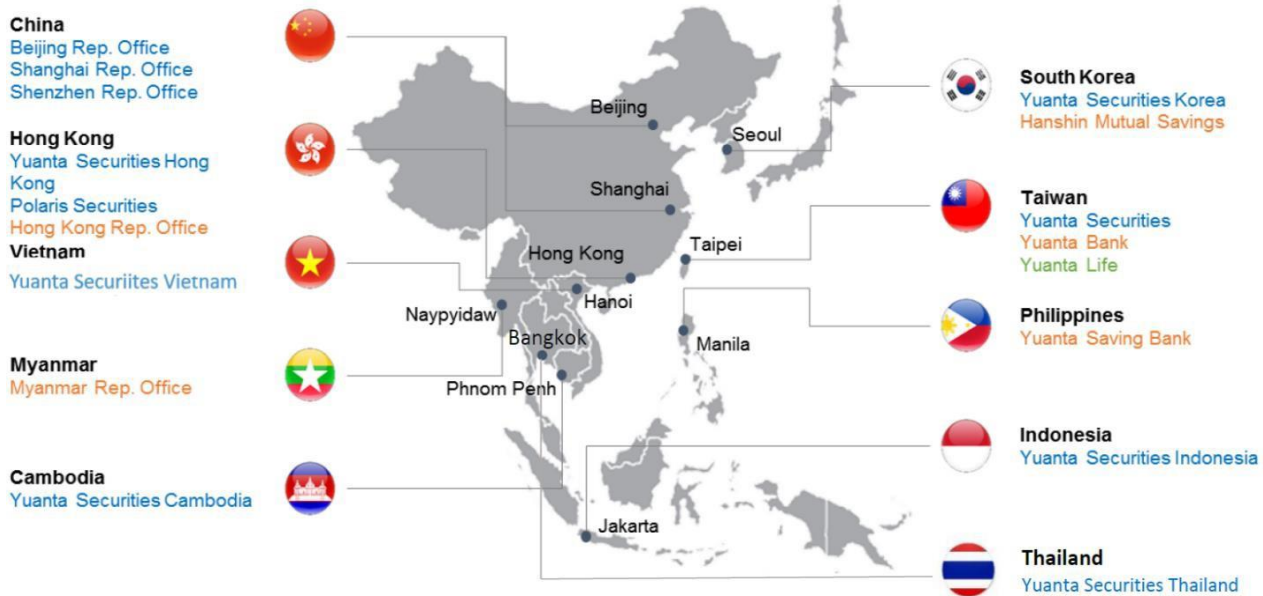 China
Beijing Rep. Office
Shanghai Rep. Office
Shenzhen Rep. Office
Hong Kong
Yuanta Securities Hong
Kong
Polaris Securities
Hong Kong Rep. Office
Vietnam
Yuanta Securiites Vietnam
Myanmar
Myanmar Rep. Office
Cambodia
Yuanta Securities Cambodia
Beijing
Seoul
Shanghai
Taipei
Hong Kong
Hanoi
Naypyidaw
Bangkok
Manila
Phnom Penh
Jakarta
South Korea
Yuanta Securities Korea
Hanshin Mutual Savings
Taiwan
Yuanta Securities
Yuanta Bank
Yuanta Life
Philippines
Yuanta Saving Bank
Indonesia
Yuanta Securities Indonesia
Thailand
Yuanta Securities Thailand